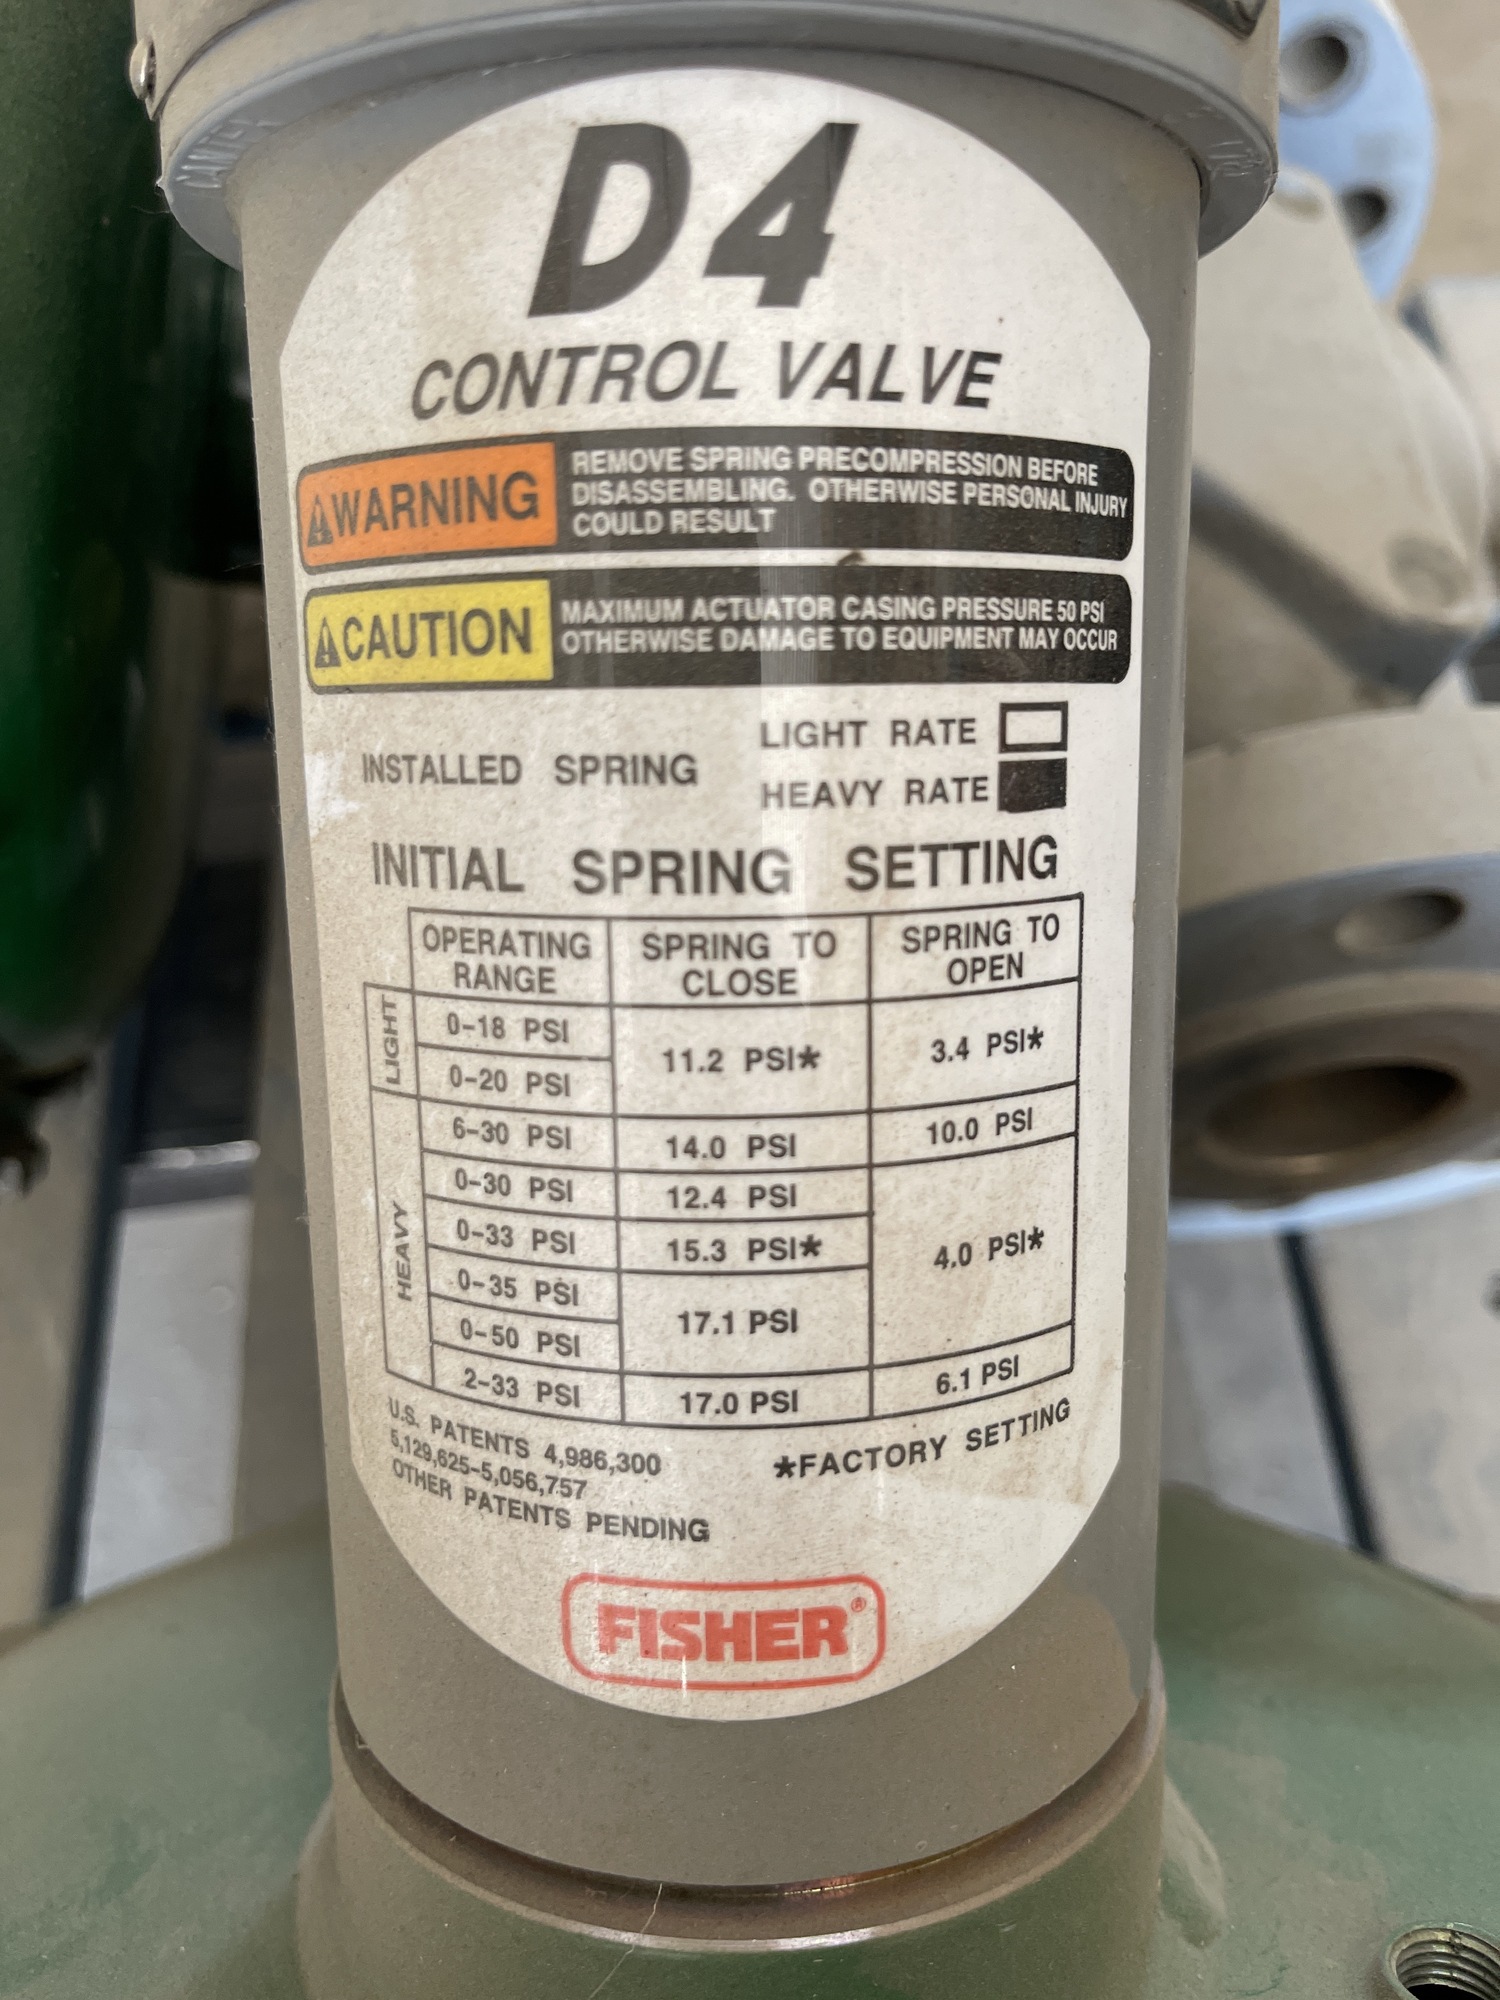 D4
CONTROL VALVE
WARNING
REMOVE SPRING PRECOMPRESSION BEFORE
DISASSEMBLING. OTHERWISE PERSONAL INJURY
COULD RESULT
CAUTION
MAXIMUM ACTUATOR CASING PRESSURE 50 PSI
OTHERWISE DAMAGE TO EQUIPMENT MAY OCCUR
INSTALLED SPRING
LIGHT RATE
HEAVY RATE
INITIAL SPRING SETTING
OPERATING RANGE SPRING TO CLOSE SPRING TO OPEN
LIGHT
0-18 PSI 11.2 PSI* 3.4 PSI*
0-20 PSI
HEAVY
6-30 PSI 14.0 PSI 10.0 PSI
0-30 PSI 12.4 PSI 4.0 PSI*
0-33 PSI 15.3 PSI*
0-35 PSI 17.1 PSI
0-50 PSI
2-33 PSI 17.0 PSI 6.1 PSI
U.S. PATENTS 4,986,300
5,129,625-5,056,757
OTHER PATENTS PENDING
*FACTORY SETTING
FISHER®